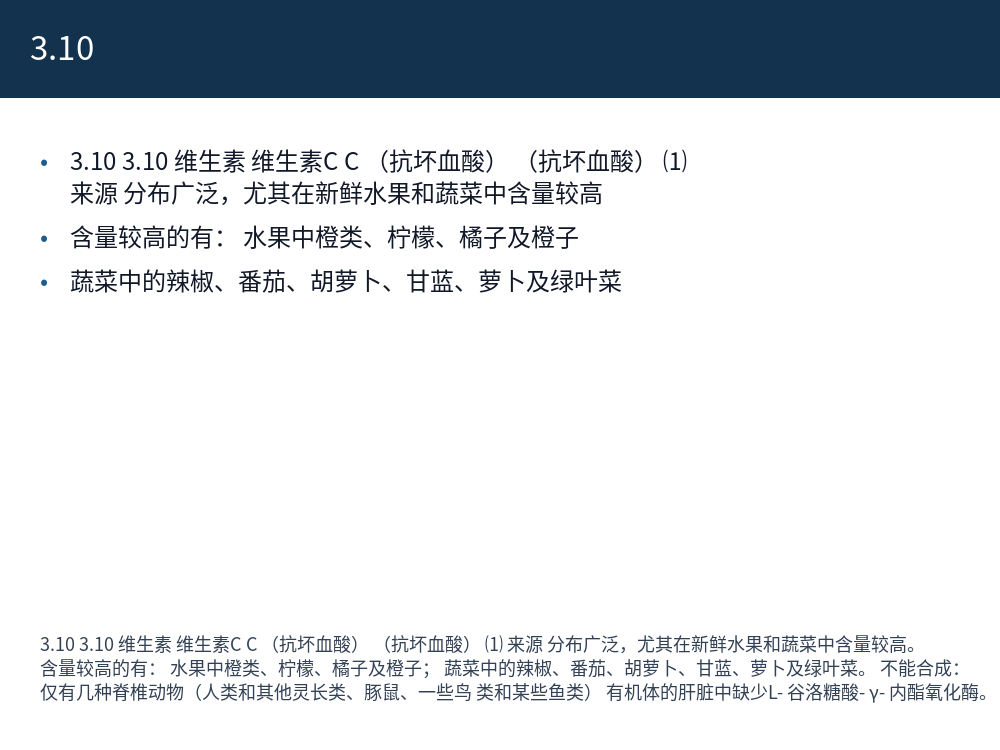 3.10
• 3.10 3.10 维生素 维生素C C （抗坏血酸） （抗坏血酸） ⑴
来源 分布广泛，尤其在新鲜水果和蔬菜中含量较高
• 含量较高的有： 水果中橙类、柠檬、橘子及橙子
• 蔬菜中的辣椒、番茄、胡萝卜、甘蓝、萝卜及绿叶菜
3.10 3.10 维生素 维生素C C （抗坏血酸） （抗坏血酸） ⑴ 来源 分布广泛，尤其在新鲜水果和蔬菜中含量较高。
含量较高的有： 水果中橙类、柠檬、橘子及橙子； 蔬菜中的辣椒、番茄、胡萝卜、甘蓝、萝卜及绿叶菜。 不能合成：
仅有几种脊椎动物（人类和其他灵长类、豚鼠、一些鸟 类和某些鱼类） 有机体的肝脏中缺少L- 谷洛糖酸- γ- 内酯氧化酶。